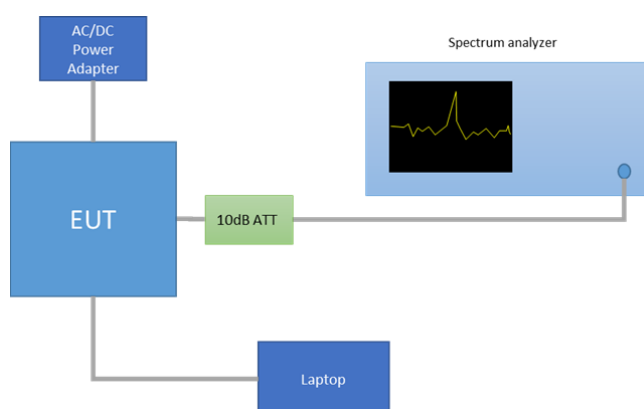 AC/DC
Power
Adapter
Spectrum analyzer
EUT
10dB ATT
Laptop